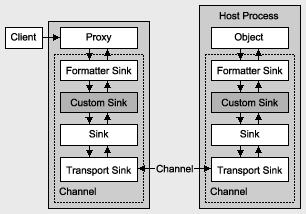 Host Process
Client
Proxy
Object
Formatter Sink
Formatter Sink
Custom Sink
Custom Sink
Sink
Sink
Transport Sink
Channel
Transport Sink
Channel
Channel